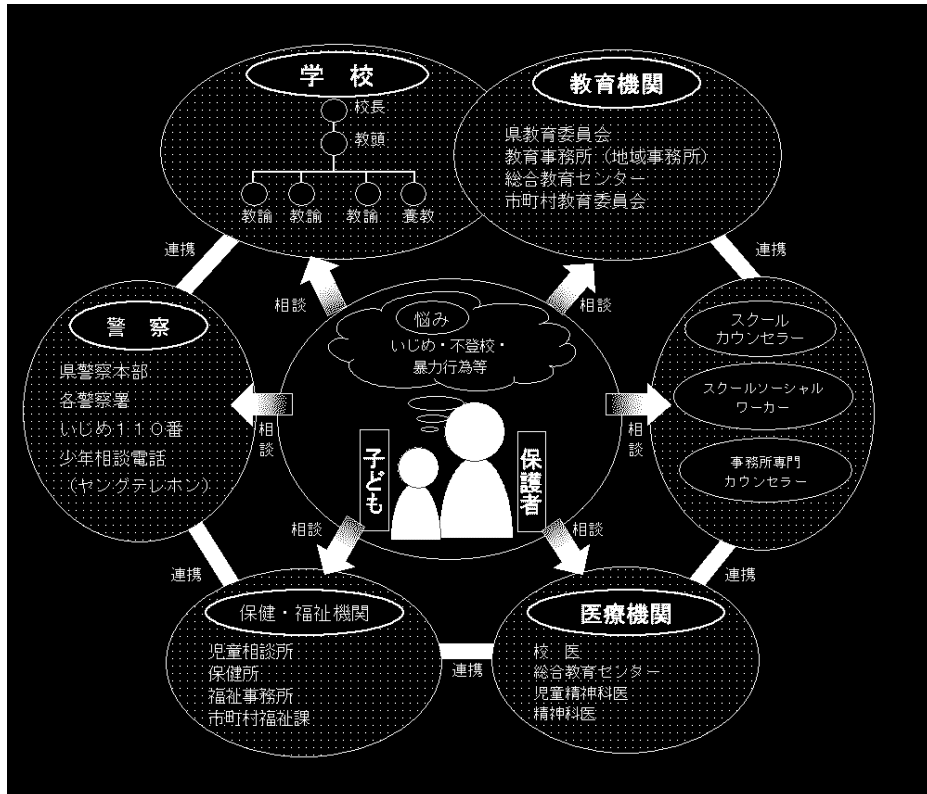 学　校
校長
教頭
教諭
教諭
教諭
養教
教育機関
県教育委員会
教育事務所（地域事務所）
総合教育センター
市町村教育委員会
連携
連携
相談
相談
悩み
いじめ・不登校・
暴力行為等
警　察
県警察本部
各警察署
いじめ１１０番
少年相談電話
（ヤングテレホン）
相談
子ども
保護者
相談
スクール
カウンセラー
スクールソーシャル
ワーカー
事務所専門
カウンセラー
相談
相談
連携
連携
保健・福祉機関
児童相談所
保健所
福祉事務所
市町村福祉課
連携
医療機関
校　医
総合教育センター
児童精神科医
精神科医